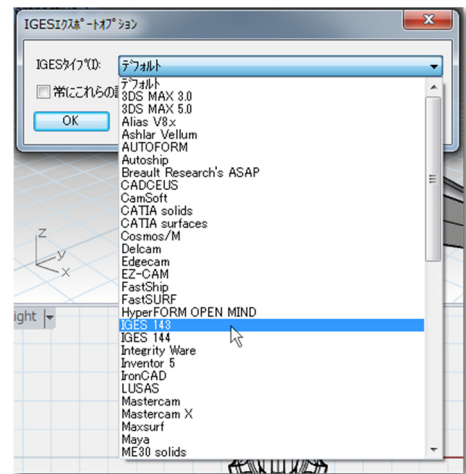 IGESｴｸｽﾎﾟｰﾄｵﾌﾟｼｮﾝ
IGESﾀｲﾌﾟ(I):
ﾃﾞﾌｫﾙﾄ
常にこれらの
OK
ﾃﾞﾌｫﾙﾄ
3DS MAX 3.0
3DS MAX 5.0
Alias V8.x
Ashlar Vellum
AUTOFORM
Autoship
Breault Research's ASAP
CADCEUS
CamSoft
CATIA solids
CATIA surfaces
Cosmos/M
Delcam
Edgecam
EZ-CAM
FastShip
FastSURF
HyperFORM OPEN MIND
IGES 143
IGES 144
Integrity Ware
Inventor 5
IronCAD
LUSAS
Mastercam
Mastercam X
Maxsurf
Maya
ME30 solids
z
y
x
ight